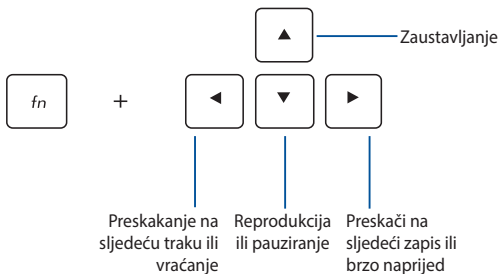 Zaustavljanje
fn
+
Preskakanje na
sljedeću traku ili
vraćanje
Reprodukcija
ili pauziranje
Preskači na
sljedeći zapis ili
brzo naprijed